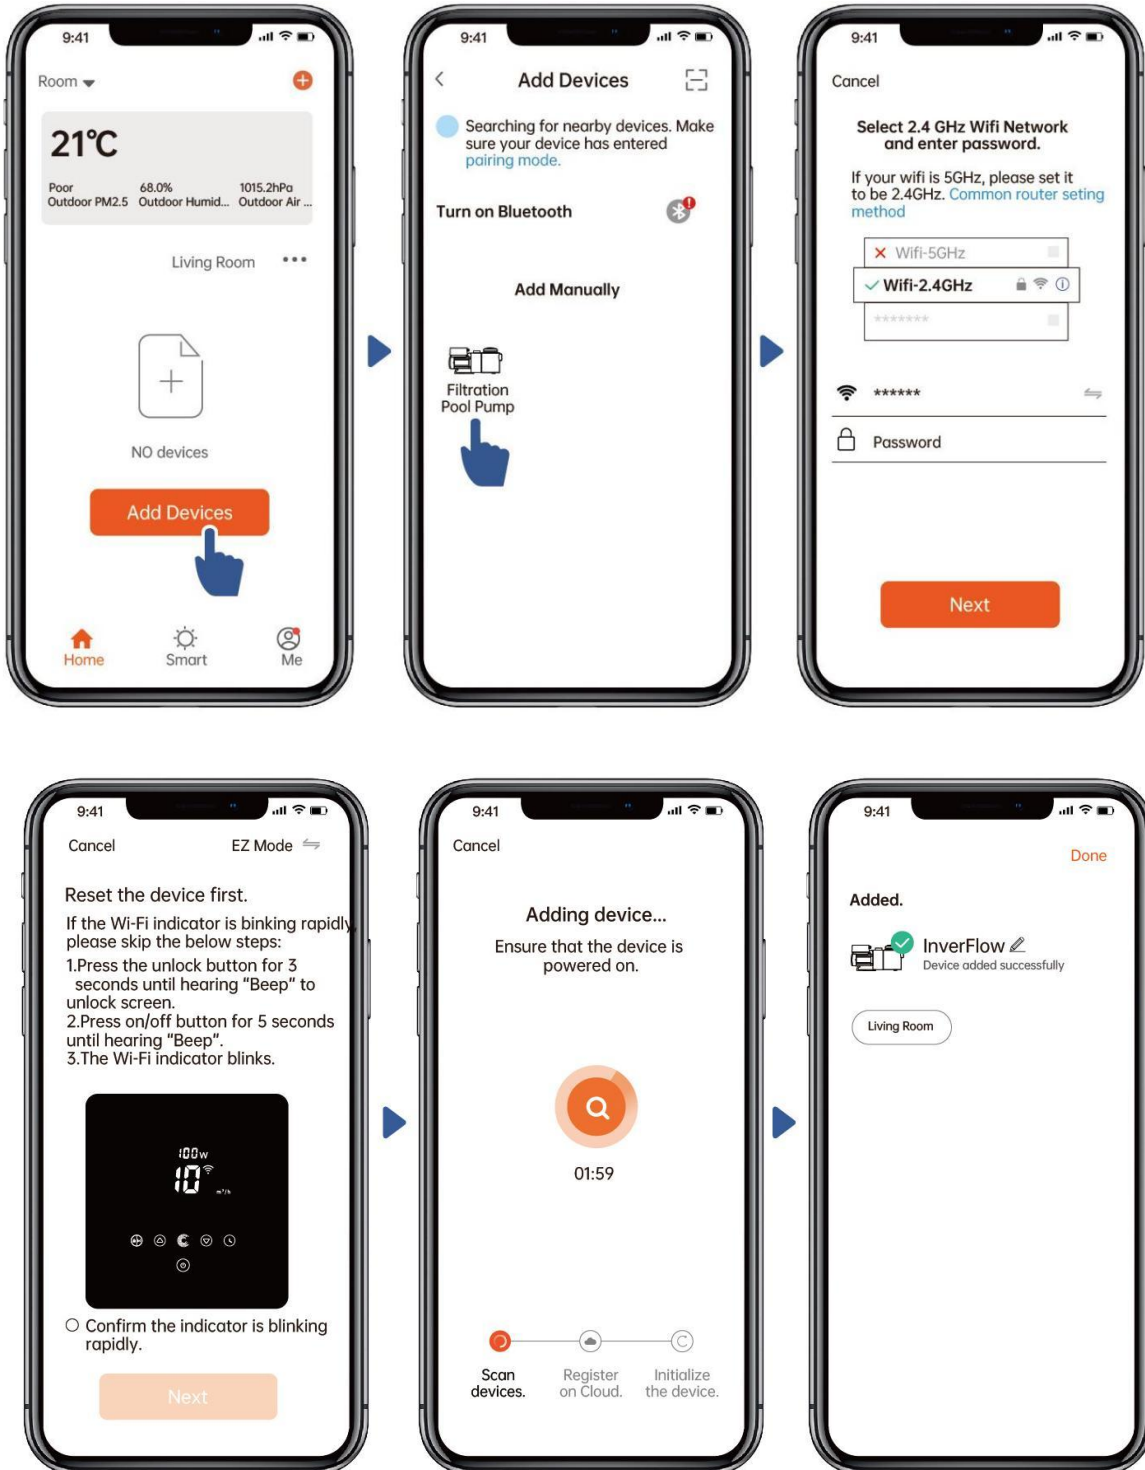 9:41
Room
21℃
Poor 68.0% 1015.2hPa
Outdoor PM2.5 Outdoor Humid... Outdoor Air ...
Living Room
NO devices
Add Devices
Home Smart Me
9:41
Add Devices
Searching for nearby devices. Make
sure your device has entered
pairing mode.
Turn on Bluetooth
Add Manually
Filtration
Pool Pump
9:41
Cancel
Select 2.4 GHz Wifi Network
and enter password.
If your wifi is 5GHz, please set it
to be 2.4GHz. Common router seting
method
Wifi-5GHz
Wifi-2.4GHz
*******
******
Password
Next
9:41
Cancel EZ Mode
Reset the device first.
If the Wi-Fi indicator is binking rapidly,
please skip the below steps:
1.Press the unlock button for 3
seconds until hearing "Beep" to
unlock screen.
2.Press on/off button for 5 seconds
until hearing "Beep".
3.The Wi-Fi indicator blinks.
100w
10
m³/h
Confirm the indicator is blinking
rapidly.
Next
9:41
Cancel
Adding device...
Ensure that the device is
powered on.
01:59
Scan Register Initialize
devices. on Cloud. the device.
9:41
Done
Added.
InverFlow
Device added successfully
Living Room